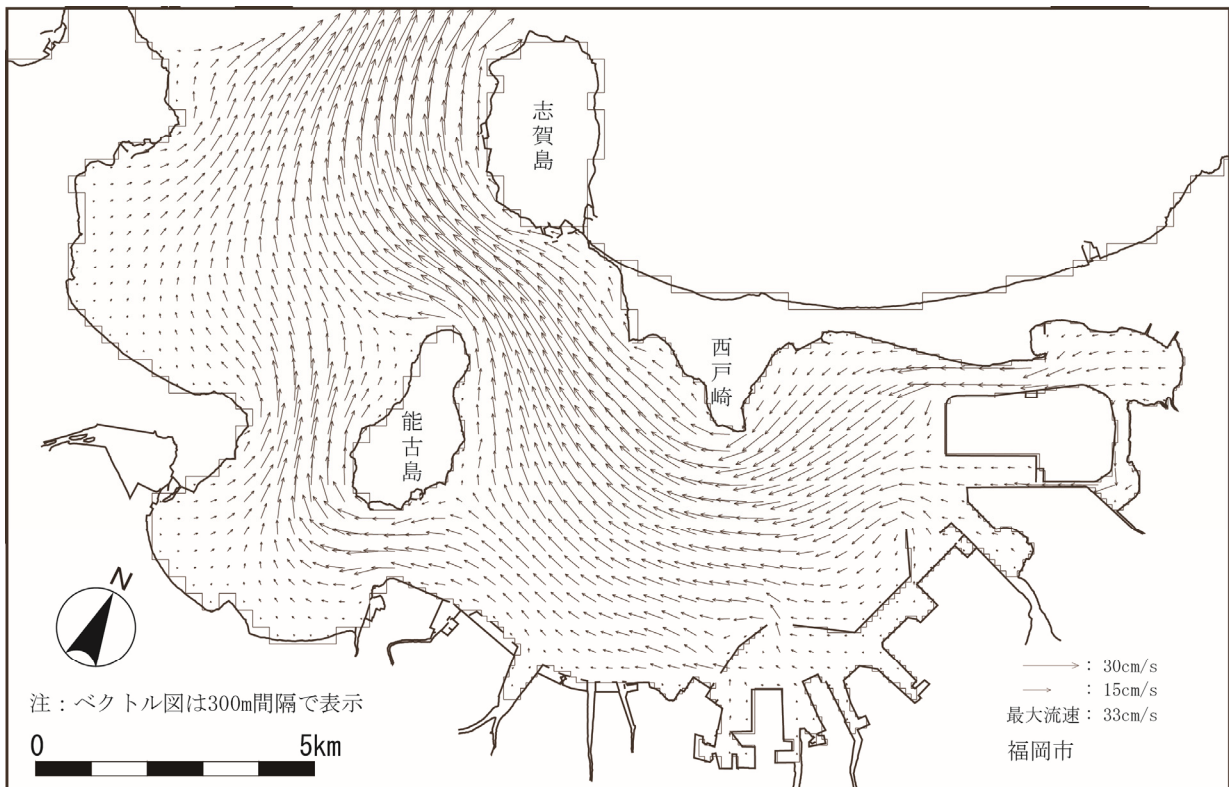 志賀島
西戸崎
能古島
N
注：ベクトル図は300m間隔で表示
0 5km
：30cm/s
：15cm/s
最大流速：33cm/s
福岡市